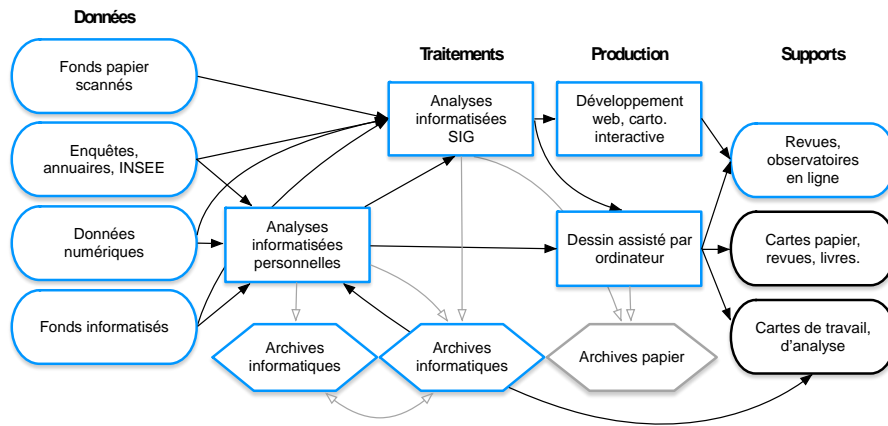 Données
Traitements
Production
Supports
Fonds papier
scannés
Enquêtes,
annuaires, INSEE
Données
numériques
Fonds informatisés
Analyses
informatisées
SIG
Analyses
informatisées
personnelles
Développement
web, carto.
interactive
Dessin assisté par
ordinateur
Revues,
observatoires
en ligne
Cartes papier,
revues, livres.
Cartes de travail,
d'analyse
Archives
informatiques
Archives
informatiques
Archives papier